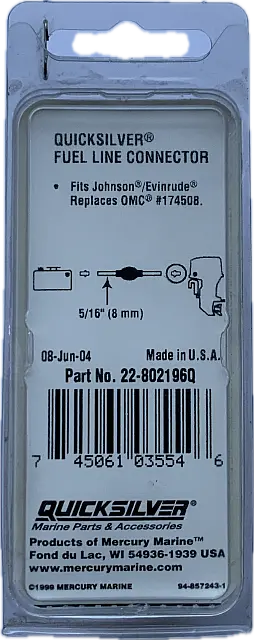 QUICKSILVER®
FUEL LINE CONNECTOR
• Fits Johnson®/Evinrude®
Replaces OMC® #174508.
5/16" (8 mm)
08-Jun-04 Made in U.S.A.
Part No. 22-802196Q
7 45061 03554 6
QUICKSILVER®
Marine Parts & Accessories
Products of Mercury Marine™
Fond du Lac, WI 54936-1939 USA
www.mercurymarine.com
©1999 MERCURY MARINE 94-857243-1